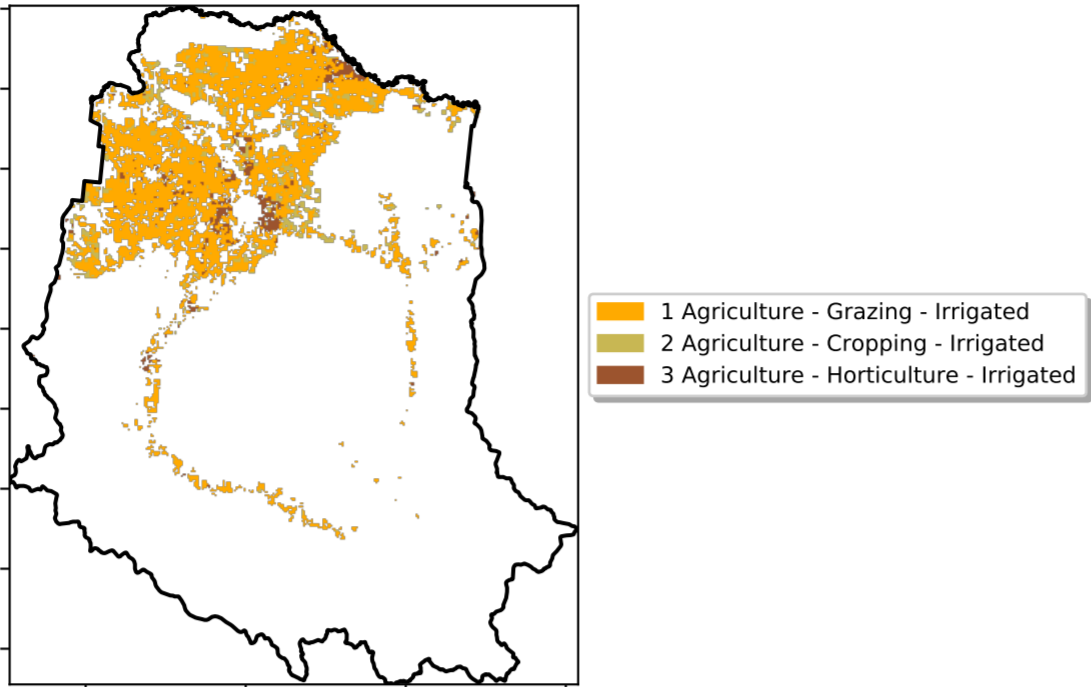 1 Agriculture - Grazing - Irrigated
2 Agriculture - Cropping - Irrigated
3 Agriculture - Horticulture - Irrigated